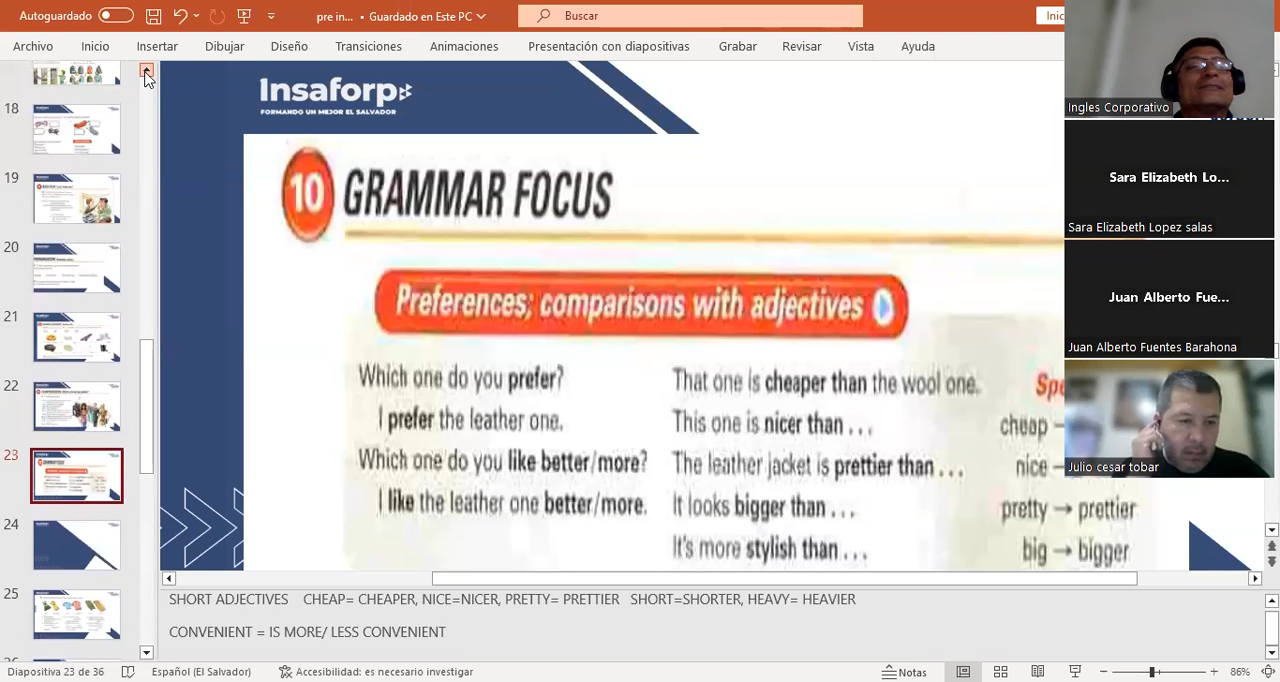 Autoguardado
pre in... • Guardado en Este PC
Buscar
Inic
Archivo Inicio Insertar Dibujar Diseño Transiciones Animaciones Presentación con diapositivas Grabar Revisar Vista Ayuda
18
19
20
21
22
23
24
25
Insaforp
FORMANDO UN MEJOR EL SALVADOR
10 GRAMMAR FOCUS
Preferences; comparisons with adjectives
Which one do you prefer?
I prefer the leather one.
Which one do you like better/more?
I like the leather one better/more.
That one is cheaper than the wool one.
This one is nicer than . . .
The leather jacket is prettier than . . .
It looks bigger than . . .
It's more stylish than . . .
Spe
cheap →
nice →
pretty → prettier
big → bigger
Ingles Corporativo
Sara Elizabeth Lo...
Sara Elizabeth Lopez salas
Juan Alberto Fue...
Juan Alberto Fuentes Barahona
Julio cesar tobar
SHORT ADJECTIVES CHEAP= CHEAPER, NICE=NICER, PRETTY= PRETTIER SHORT=SHORTER, HEAVY= HEAVIER
CONVENIENT = IS MORE/ LESS CONVENIENT
Diapositiva 23 de 36 Español (El Salvador) Accesibilidad: es necesario investigar Notas 86%